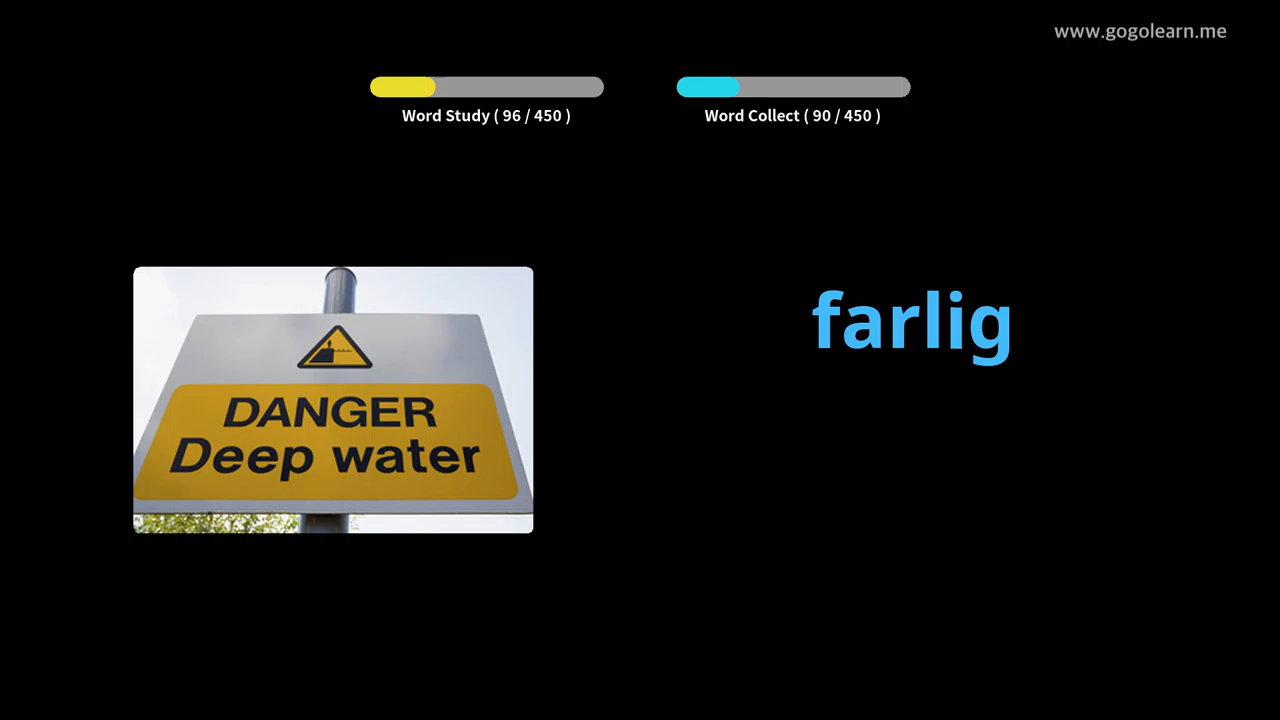 www.gogolearn.me
Word Study ( 96 / 450 )
Word Collect ( 90 / 450 )
DANGER
Deep water
farlig